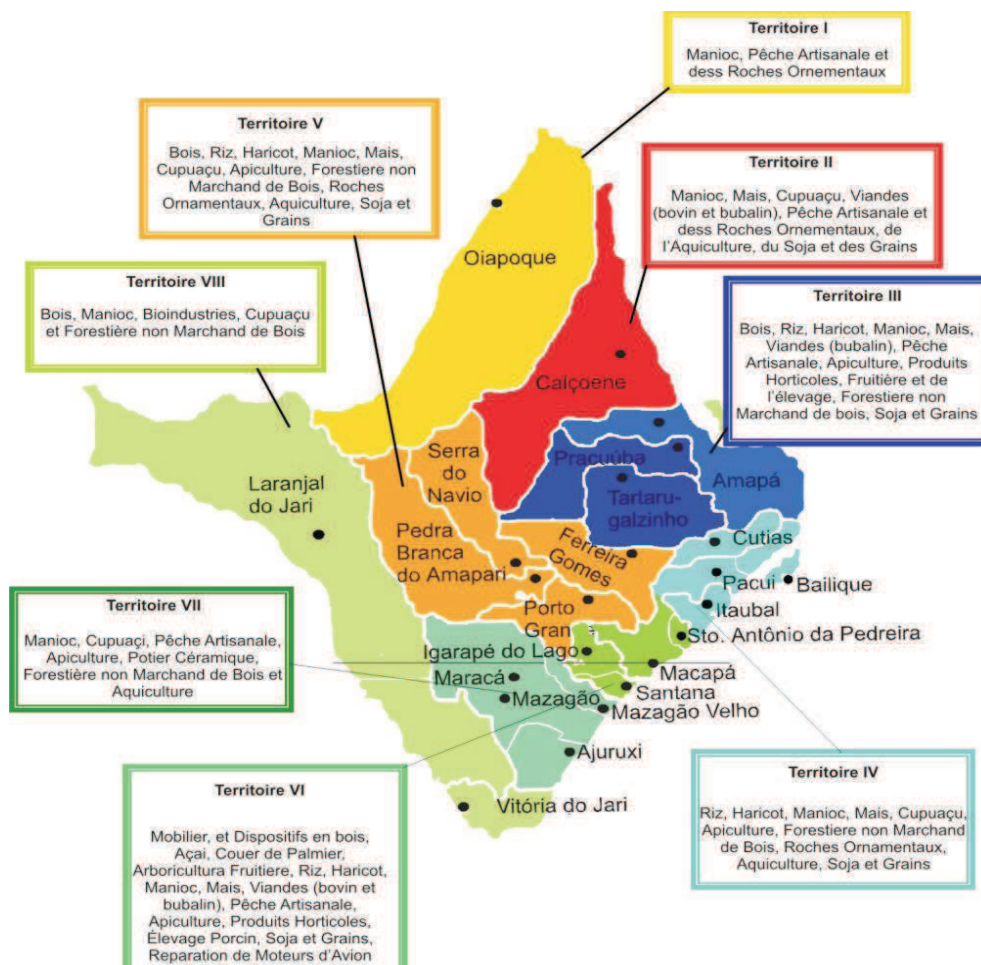 Territoire I
Manioc, Pêche Artisanale et
dess Roches Ornementaux
Territoire V
Bois, Riz, Haricot, Manioc, Mais,
Cupuaçu, Apiculture, Forestiere non
Marchand de Bois, Roches
Ornamentaux, Aquiculture, Soja et
Grains
Territoire II
Manioc, Mais, Cupuaçu, Viandes
(bovin et bubalin), Pêche Artisanale et
dess Roches Ornementaux, de
l'Aquiculture, du Soja et des Grains
Territoire VIII
Bois, Manioc, Bioindustries, Cupuaçu
et Forestière non Marchand de Bois
Territoire III
Bois, Riz, Haricot, Manioc, Mais,
Viandes (bubalin), Pêche
Artisanale, Apiculture, Produits
Horticoles, Fruitière et de
l'élevage, Forestiere non
Marchand de bois, Soja et Grains
Oiapoque
Calçoene
Serra
do
Navio
Pracuúba
Laranjal
do Jari
Tartaru-
galzinho
Amapá
Pedra
Branca
do Amapari
Ferreira
Gomes
Cutias
Pacui
Bailique
Itaubal
Porto
Gran
Sto. Antônio da Pedreira
Igarapé do Lago
Macapá
Maracá
Santana
Mazagão
Mazagão Velho
Ajuruxi
Vitória do Jari
Territoire VII
Manioc, Cupuaçi, Pêche Artisanale,
Apiculture, Potier Céramique,
Forestière non Marchand de Bois et
Aquiculture
Territoire VI
Mobilier, et Dispositifs en bois,
Açai, Couer de Palmier,
Arboricultura Fruitiere, Riz, Haricot,
Manioc, Mais, Viandes (bovin et
bubalin), Pêche Artisanale,
Apiculture, Produits Horticoles,
Élevage Porcin, Soja et Grains,
Reparation de Moteurs d'Avion
Territoire IV
Riz, Haricot, Manioc, Mais, Cupuaçu,
Apiculture, Forestiere non Marchand
de Bois, Roches Ornamentaux,
Aquiculture, Soja et Grains